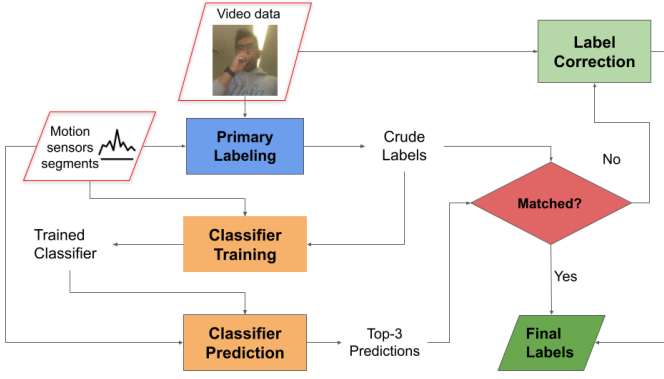 Video data
Label
Correction
Motion
sensors
segments
Primary
Labeling
Crude
Labels
No
Matched?
Trained
Classifier
Classifier
Training
Yes
Classifier
Prediction
Top-3
Predictions
Final
Labels